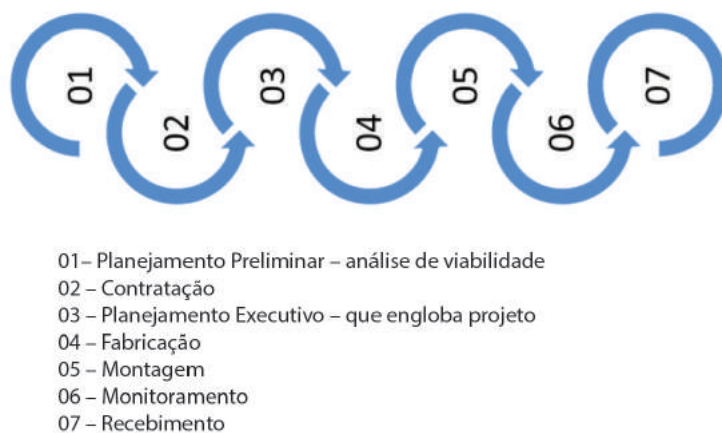 01
02
03
04
05
06
07
01– Planejamento Preliminar – análise de viabilidade
02 – Contratação
03 – Planejamento Executivo – que engloba projeto
04 – Fabricação
05 – Montagem
06 – Monitoramento
07 – Recebimento